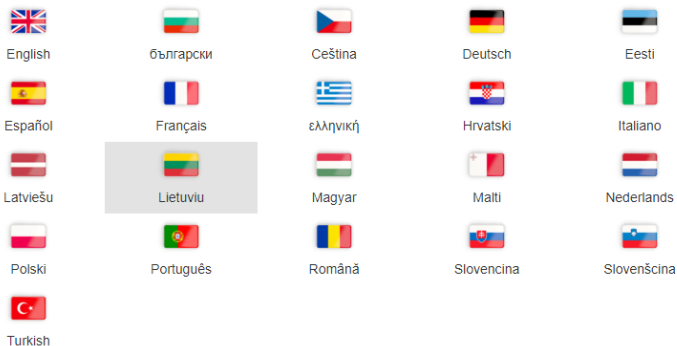 English
български
Ceština
Deutsch
Eesti
Español
Français
ελληνική
Hrvatski
Italiano
Latviešu
Lietuviu
Magyar
Malti
Nederlands
Polski
Português
Română
Slovencina
Slovenšcina
Turkish